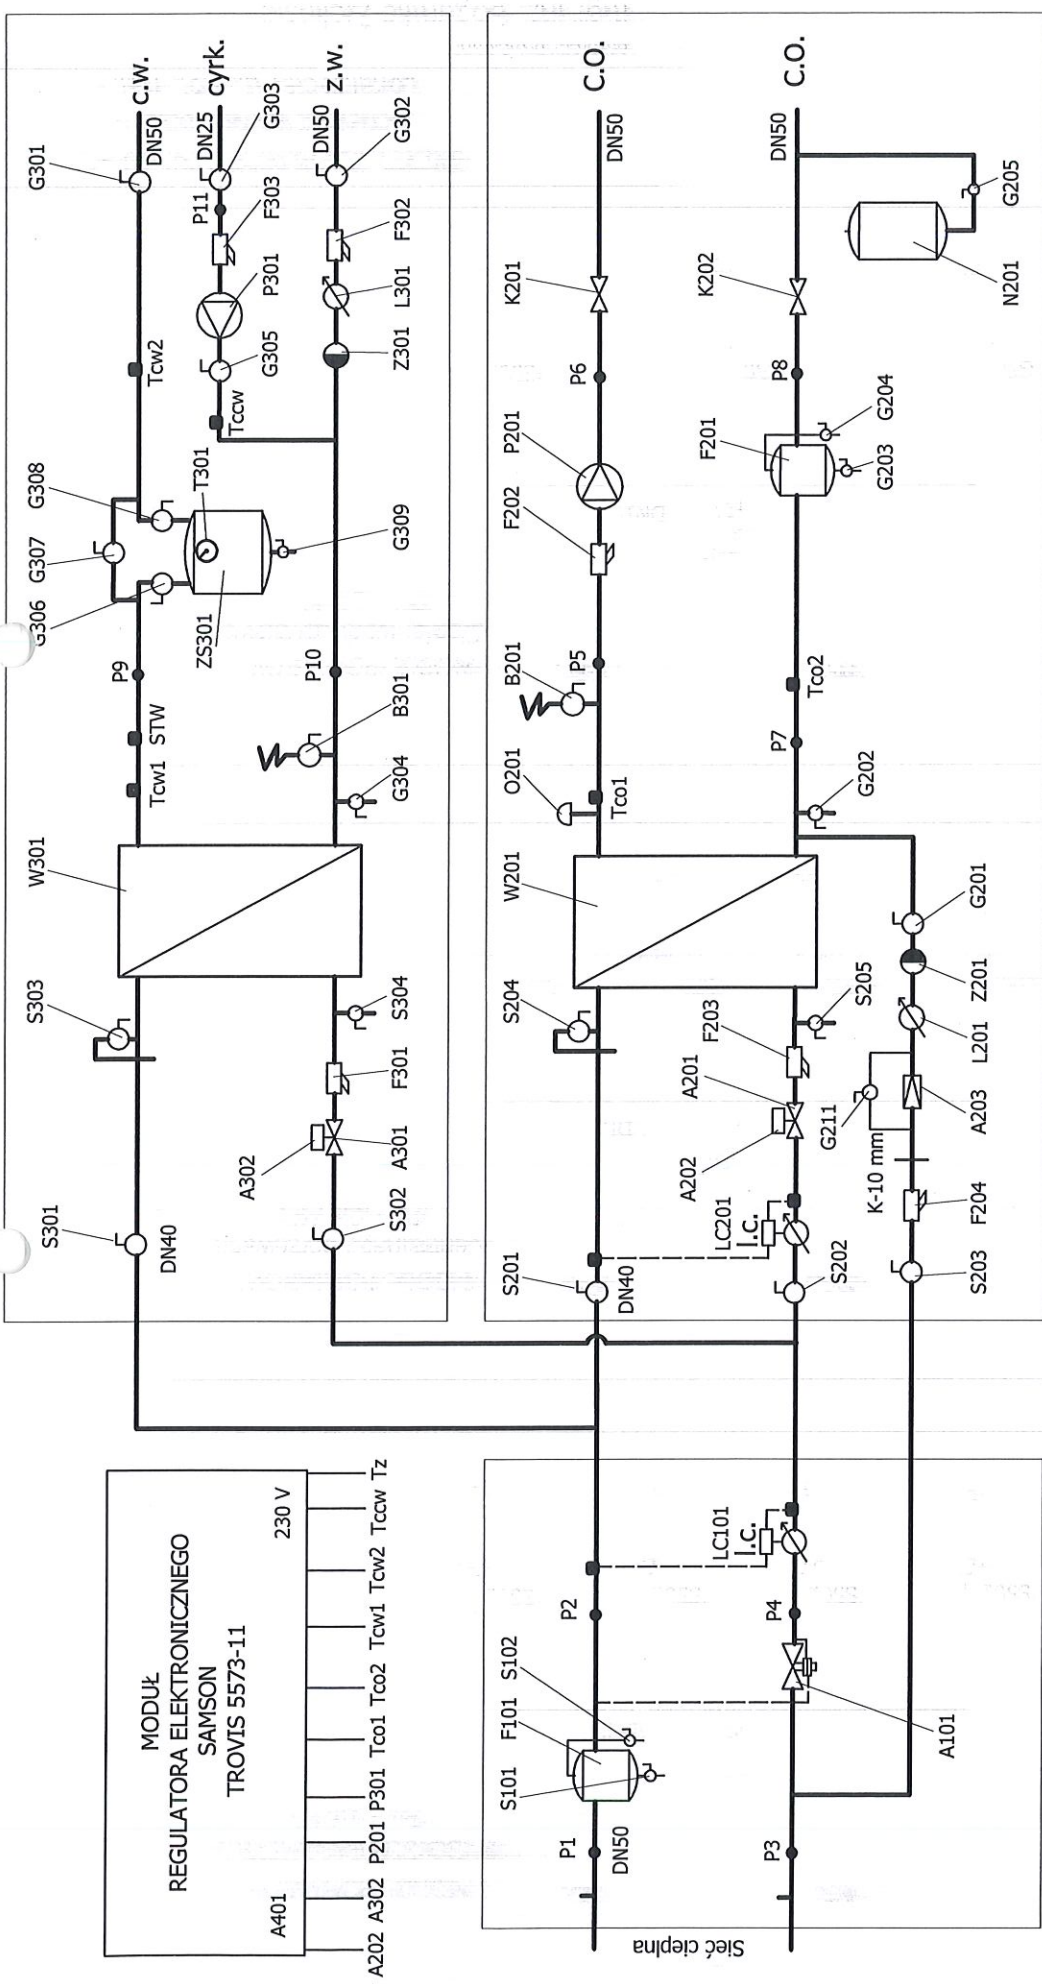 MODUŁ
REGULATORA ELEKTRONICZNEGO
SAMSON
TROVIS 5573-11
A401
230 V
A202
A302
P201
P301
Tco1
Tco2
Tcw1
Tcw2
Tccw
Tz
S301
DN40
S303
W301
Tcw1
STW
P9
G306
G307
G308
Tcw2
G301
DN50
c.w.
ZS301
T301
G309
Tccw
G305
P301
F303
P11
G303
DN25
cyrk.
A302
S302
A301
F301
S304
G304
B301
P10
Z301
L301
F302
G302
DN50
z.w.
Sieć cieplna
P1
DN50
S101
F101
S102
P2
P3
A101
P4
LC101
I.C.
S201
DN40
S204
W201
O201
Tco1
B201
P5
F202
P201
P6
K201
DN50
C.O.
LC201
I.C.
S202
A202
A201
F203
S205
G202
P7
Tco2
F201
G203
G204
P8
K202
DN50
C.O.
S203
F204
K-10 mm
G211
A203
L201
Z201
G201
N201
G205